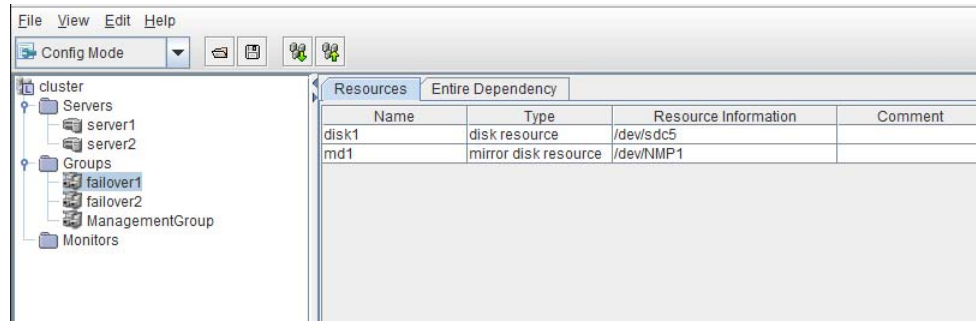 File View Edit Help
Config Mode
cluster
Servers
server1
server2
Groups
failover1
failover2
ManagementGroup
Monitors
Resources Entire Dependency
Name Type Resource Information Comment
disk1 disk resource /dev/sdc5
md1 mirror disk resource /dev/NMP1